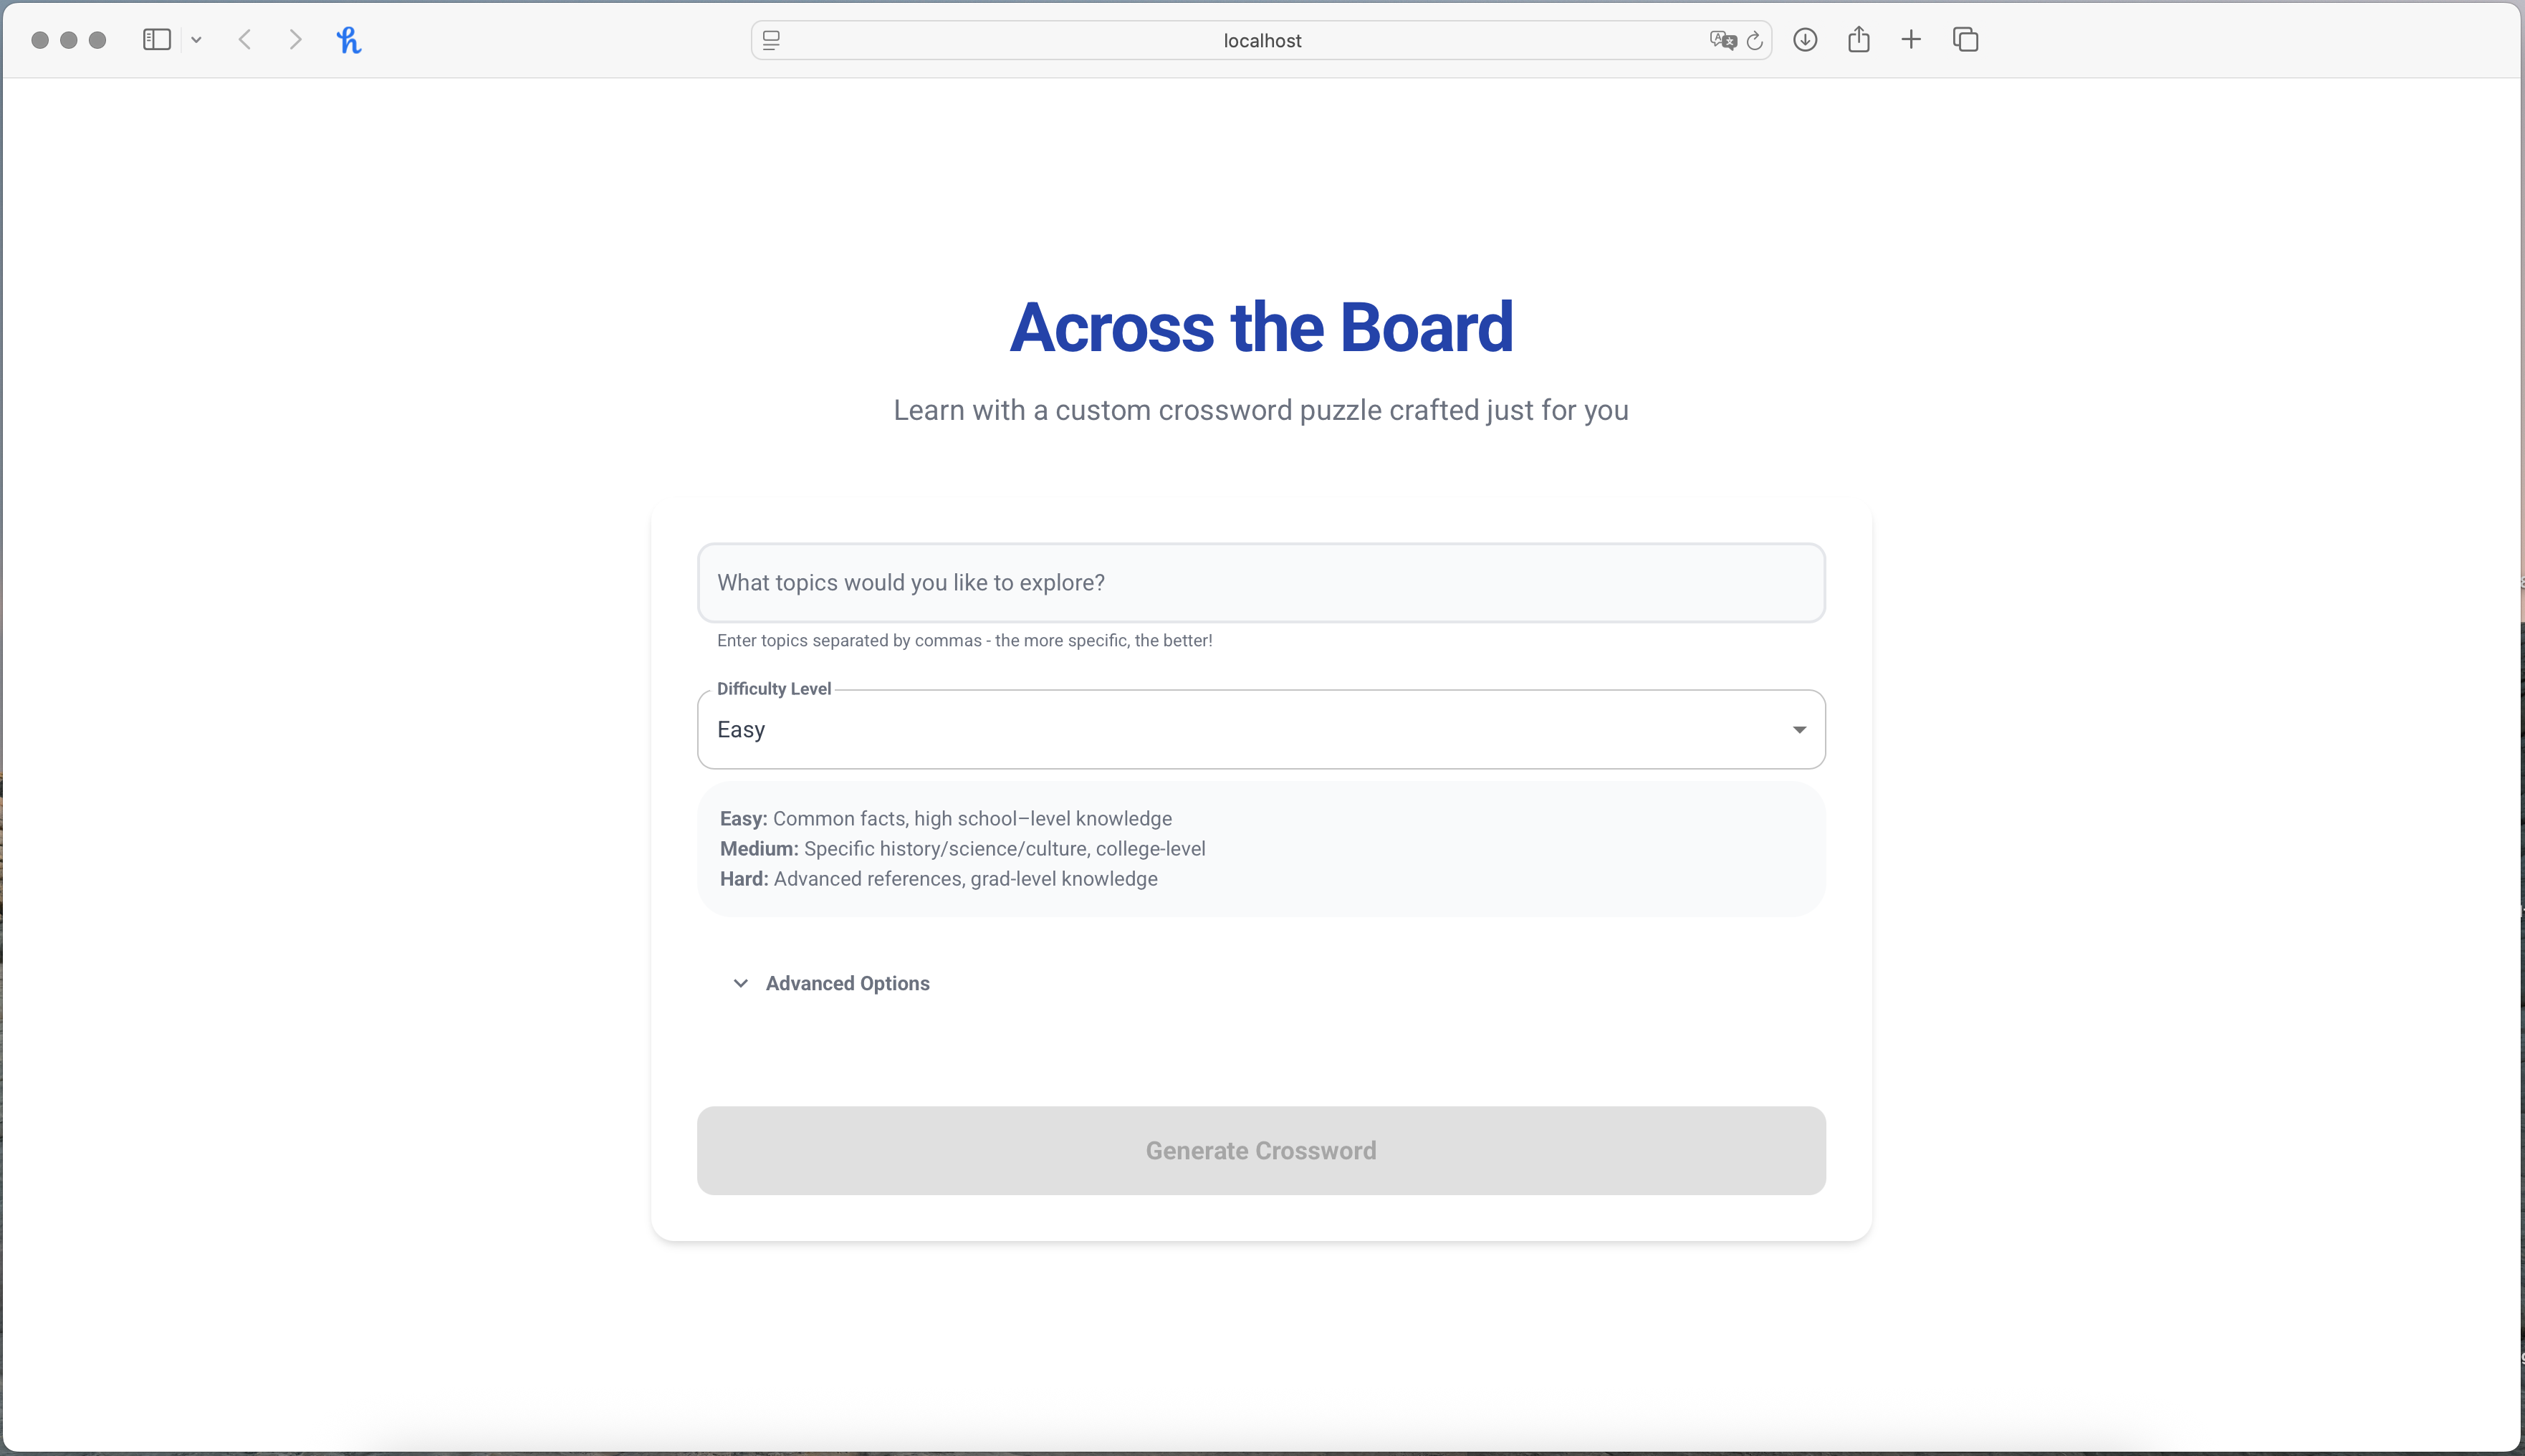 localhost
Across the Board
Learn with a custom crossword puzzle crafted just for you
What topics would you like to explore?
Enter topics separated by commas - the more specific, the better!
Difficulty Level
Easy
Easy: Common facts, high school–level knowledge
Medium: Specific history/science/culture, college-level
Hard: Advanced references, grad-level knowledge
Advanced Options
Generate Crossword